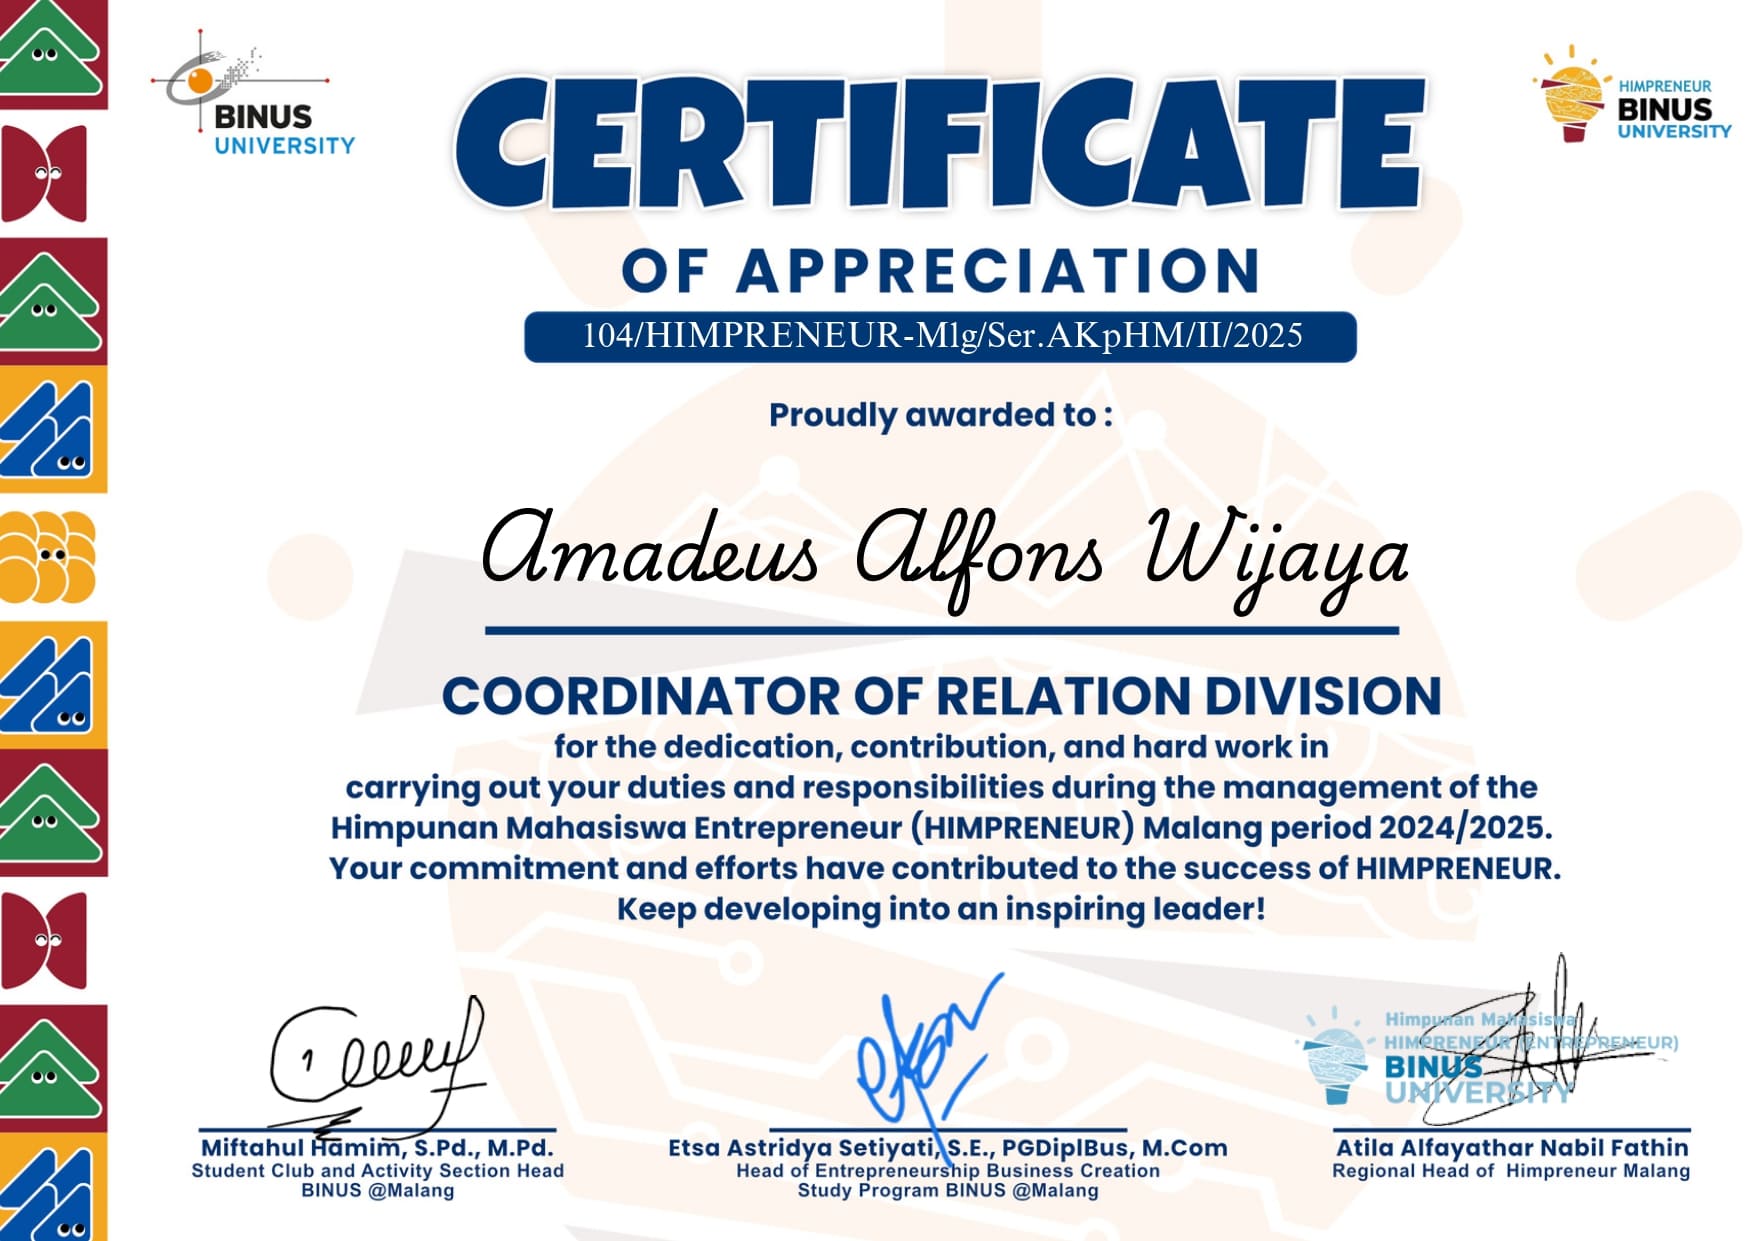 BINUS
UNIVERSITY
CERTIFICATE
HIMPRENEUR
BINUS
UNIVERSITY
OF APPRECIATION
104/HIMPRENEUR-Mlg/Ser.AKpHM/II/2025
Proudly awarded to :
Amadeus Alfons Wijaya
COORDINATOR OF RELATION DIVISION
for the dedication, contribution, and hard work in
carrying out your duties and responsibilities during the management of the
Himpunan Mahasiswa Entrepreneur (HIMPRENEUR) Malang period 2024/2025.
Your commitment and efforts have contributed to the success of HIMPRENEUR.
Keep developing into an inspiring leader!
Miftahul Hamim, S.Pd., M.Pd.
Student Club and Activity Section Head
BINUS @Malang
Etsa Astridya Setiyati, S.E., PGDiplBus, M.Com
Head of Entrepreneurship Business Creation
Study Program BINUS @Malang
Himpunan Mahasiswa
HIMPRENEUR (ENTREPRENEUR)
BINUS
UNIVERSITY
Atila Alfayathar Nabil Fathin
Regional Head of Himpreneur Malang